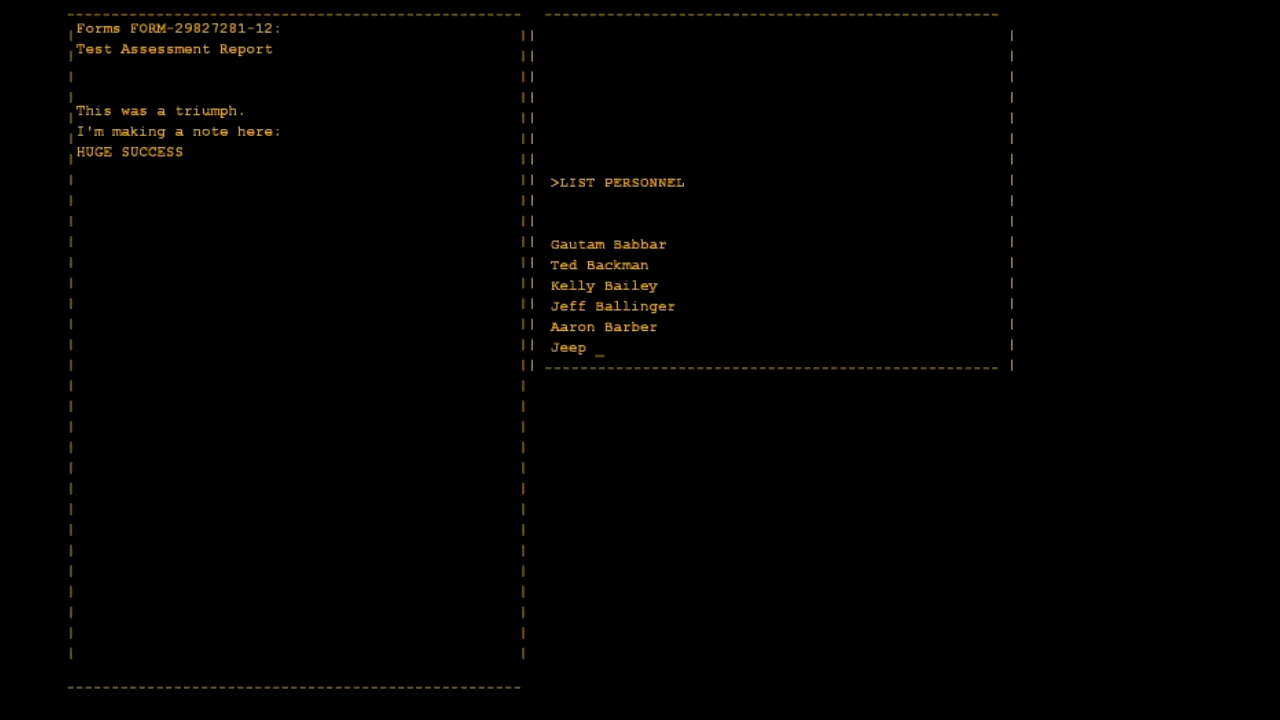 Forms FORM-29827281-12:
Test Assessment Report
This was a triumph.
I'm making a note here:
HUGE SUCCESS
>LIST PERSONNEL
Gautam Babbar
Ted Backman
Kelly Bailey
Jeff Ballinger
Aaron Barber
Jeep _